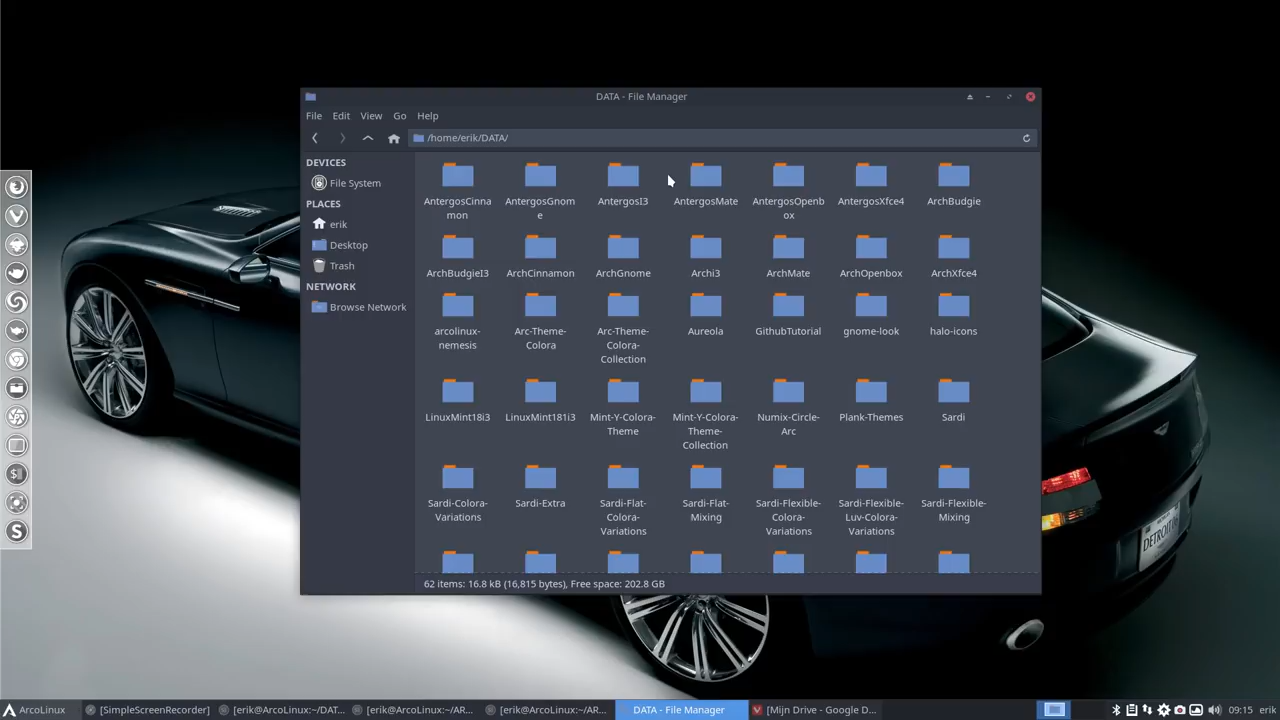 DATA - File Manager
File Edit View Go Help
/home/erik/DATA/
DEVICES
File System
PLACES
erik
Desktop
Trash
NETWORK
Browse Network
AntergosCinna
mon
AntergosGnom
e
AntergosI3
AntergosMate
AntergosOpenb
ox
AntergosXfce4
ArchBudgie
ArchBudgieI3
ArchCinnamon
ArchGnome
Archi3
ArchMate
ArchOpenbox
ArchXfce4
arcolinux-
nemesis
Arc-Theme-
Colora
Arc-Theme-
Colora-
Collection
Aureola
GithubTutorial
gnome-look
halo-icons
LinuxMint18i3
LinuxMint181i3
Mint-Y-Colora-
Theme
Mint-Y-Colora-
Theme-
Collection
Numix-Circle-
Arc
Plank-Themes
Sardi
Sardi-Colora-
Variations
Sardi-Extra
Sardi-Flat-
Colora-
Variations
Sardi-Flat-
Mixing
Sardi-Flexible-
Colora-
Variations
Sardi-Flexible-
Luv-Colora-
Variations
Sardi-Flexible-
Mixing
62 items: 16.8 kB (16,815 bytes), Free space: 202.8 GB
DETROIT
ArcoLinux
[SimpleScreenRecorder]
[erik@ArcoLinux:~/DAT...
[erik@ArcoLinux:~/AR...
[erik@ArcoLinux:~/AR...
DATA - File Manager
[Mijn Drive - Google D...
09:15 erik